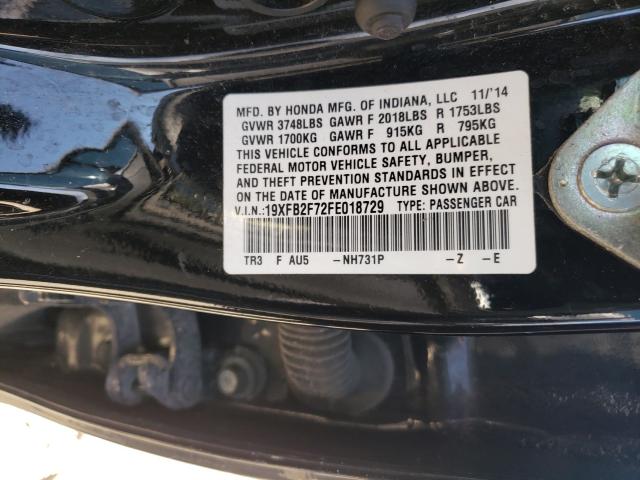 MFD. BY HONDA MFG. OF INDIANA, LLC 11/'14
GVWR 3748LBS GAWR F 2018LBS R 1753LBS
GVWR 1700KG GAWR F 915KG R 795KG
THIS VEHICLE CONFORMS TO ALL APPLICABLE
FEDERAL MOTOR VEHICLE SAFETY, BUMPER,
AND THEFT PREVENTION STANDARDS IN EFFECT
ON THE DATE OF MANUFACTURE SHOWN ABOVE.
V.I.N.:19XFB2F72FE018729 TYPE: PASSENGER CAR
TR3 F AU5 -NH731P -Z -E